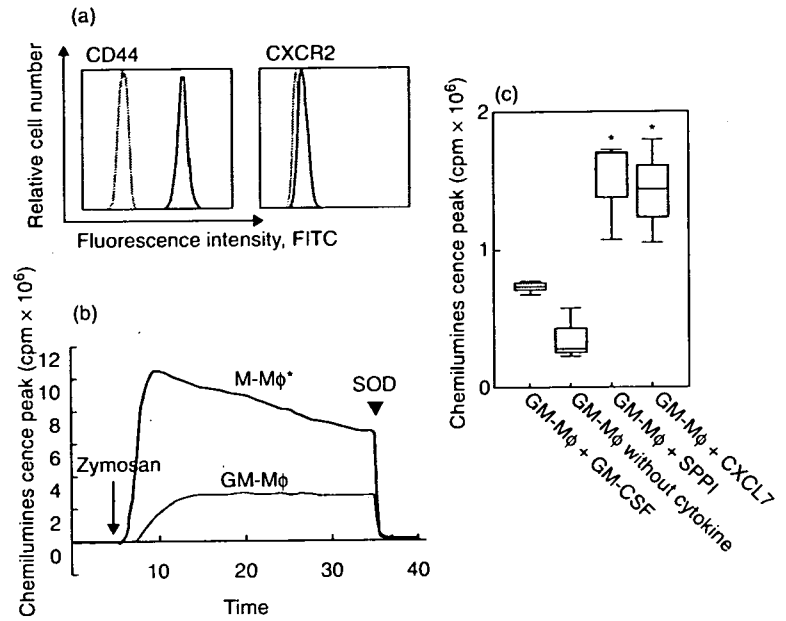 (a)
CD44
CXCR2
Relative cell number
Fluorescence intensity, FITC
(b)
Chemilumines cence peak (cpm × 10⁶)
12
10
8
6
4
2
0
Zymosan
M-Mϕ*
GM-Mϕ
SOD
10
20
30
40
Time
(c)
Chemilumines cence peak (cpm × 10⁶)
2
1
0
*
*
GM-Mϕ + GM-CSF
GM-Mϕ without cytokine
GM-Mϕ + SPPI
GM-Mϕ + CXCL7